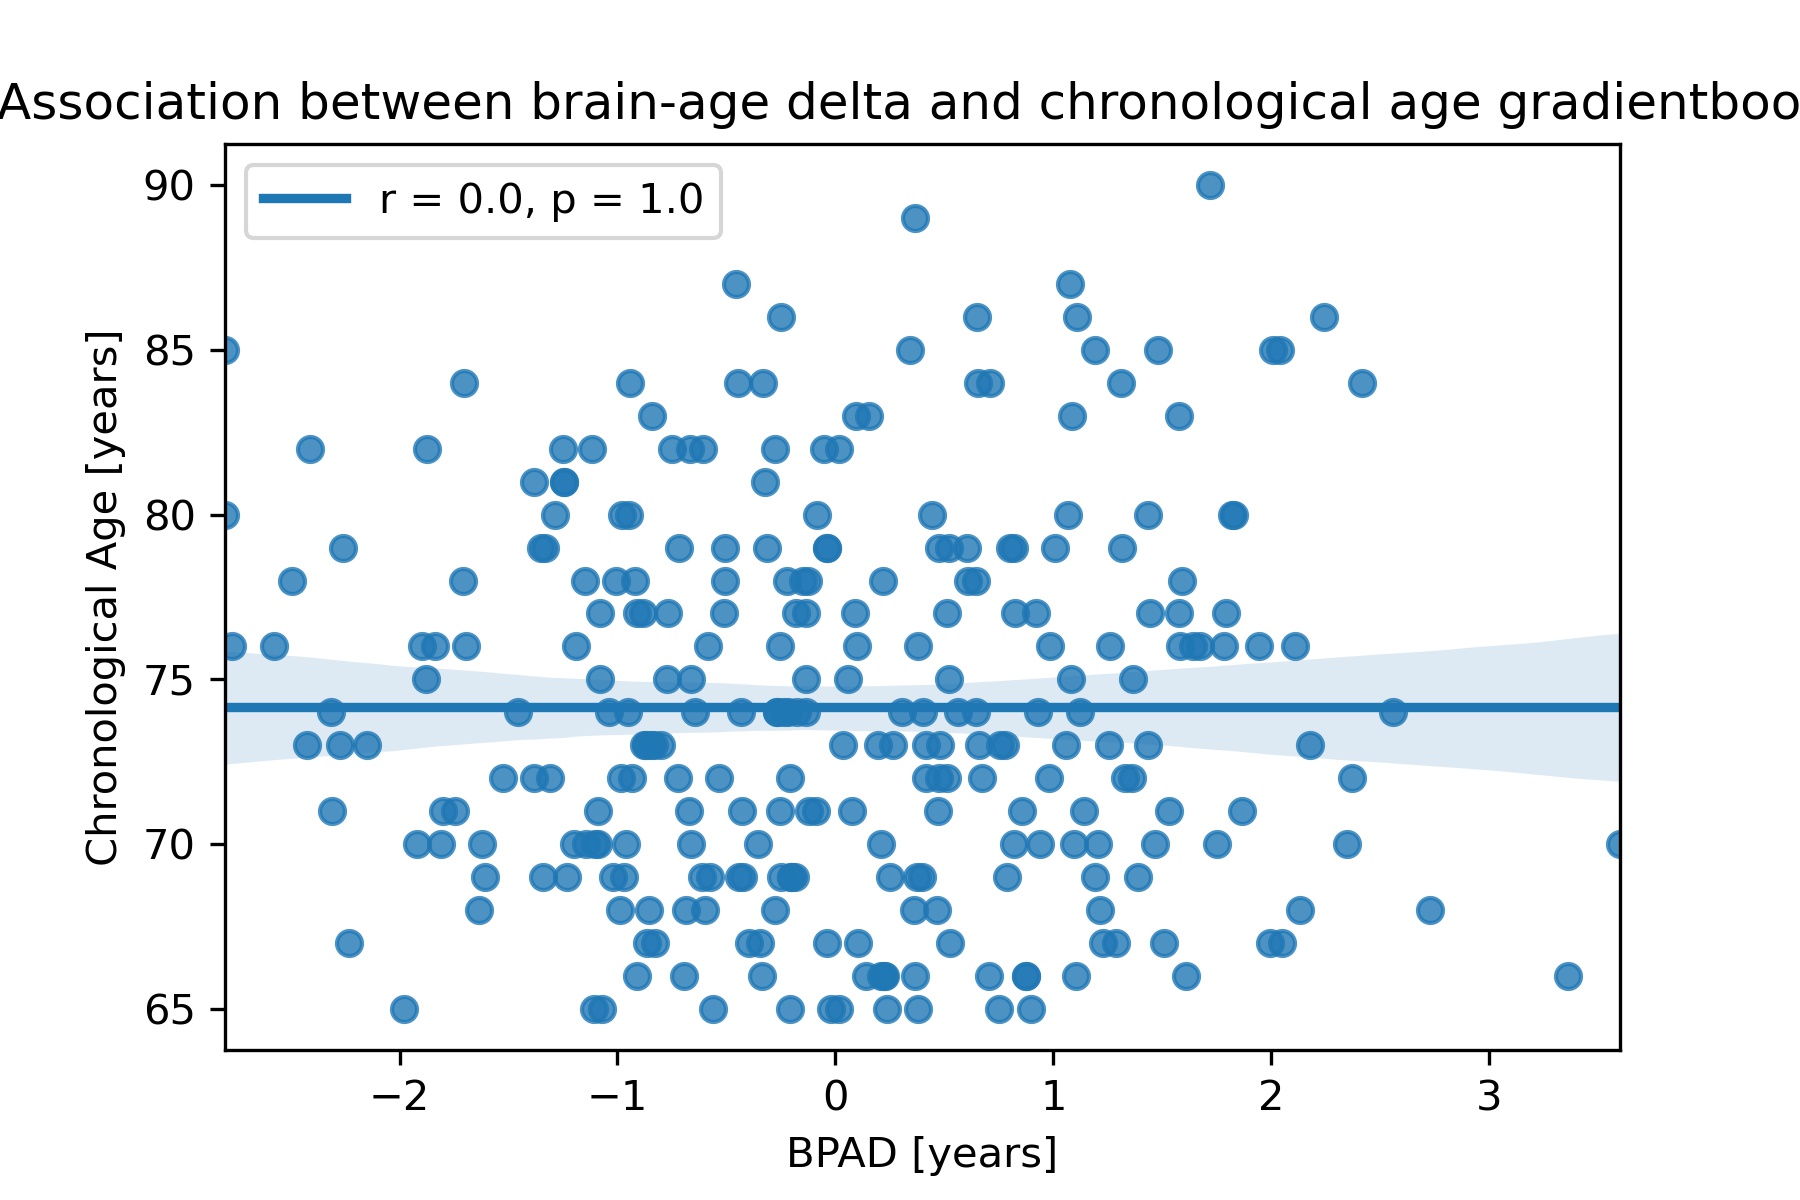 Association between brain-age delta and chronological age gradientboo
r = 0.0, p = 1.0
90
85
80
75
70
65
Chronological Age [years]
−2 −1 0 1 2 3
BPAD [years]